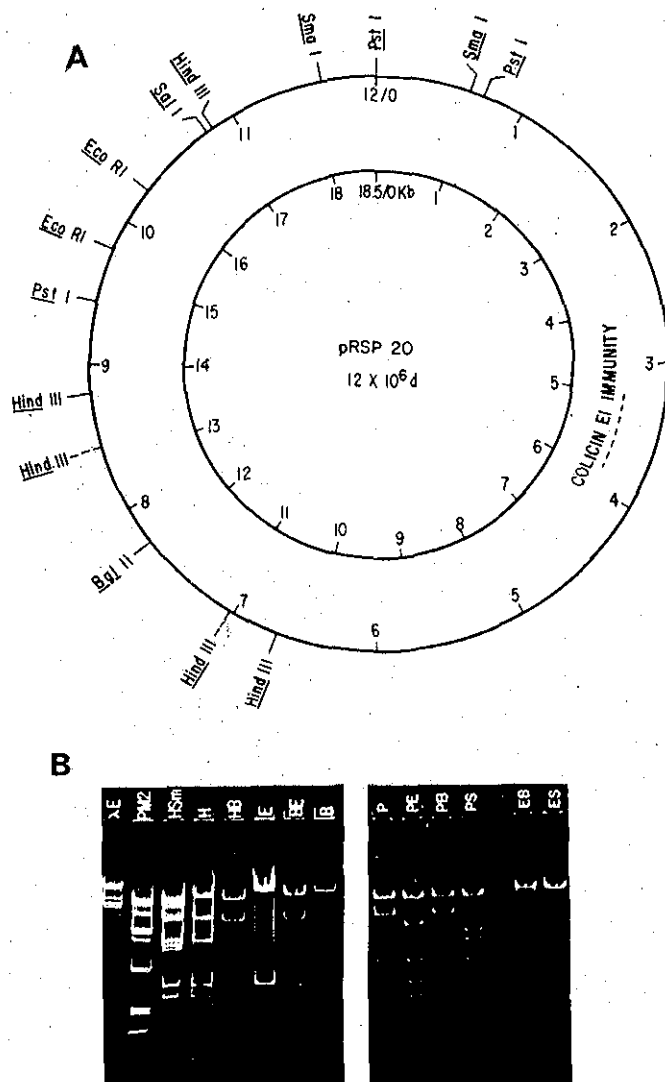 A
Sma I
Pst I
Sma I
Pst I
Hind III
Sal I
Eco RI
Eco RI
Pst I
Hind III
Hind III
Bgl II
Hind III
Hind III
12/0
1
2
3
4
5
6
7
8
9
10
11
COLICIN EI IMMUNITY
18.5/0Kb
1
2
3
4
5
6
7
8
9
10
11
12
13
14
15
16
17
18
pRSP 20
12 X 10⁶d
B
λE
PM2
HSm
H
HB
E
BE
B
P
PE
PB
PS
EB
ES